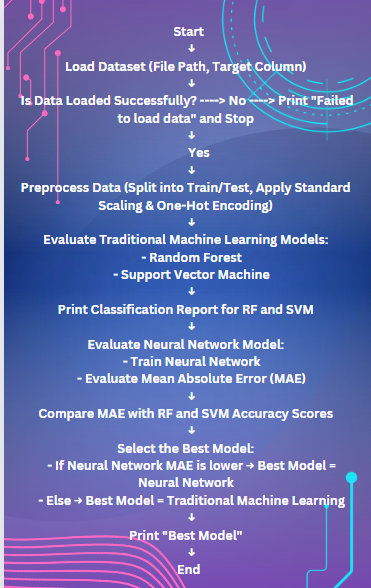 Start
↓
Load Dataset (File Path, Target Column)
↓
Is Data Loaded Successfully? ----> No ----> Print "Failed
to load data" and Stop
↓
Yes
↓
Preprocess Data (Split into Train/Test, Apply Standard
Scaling & One-Hot Encoding)
↓
Evaluate Traditional Machine Learning Models:
- Random Forest
- Support Vector Machine
↓
Print Classification Report for RF and SVM
↓
Evaluate Neural Network Model:
- Train Neural Network
- Evaluate Mean Absolute Error (MAE)
↓
Compare MAE with RF and SVM Accuracy Scores
↓
Select the Best Model:
- If Neural Network MAE is lower → Best Model =
Neural Network
- Else → Best Model = Traditional Machine Learning
↓
Print "Best Model"
↓
End